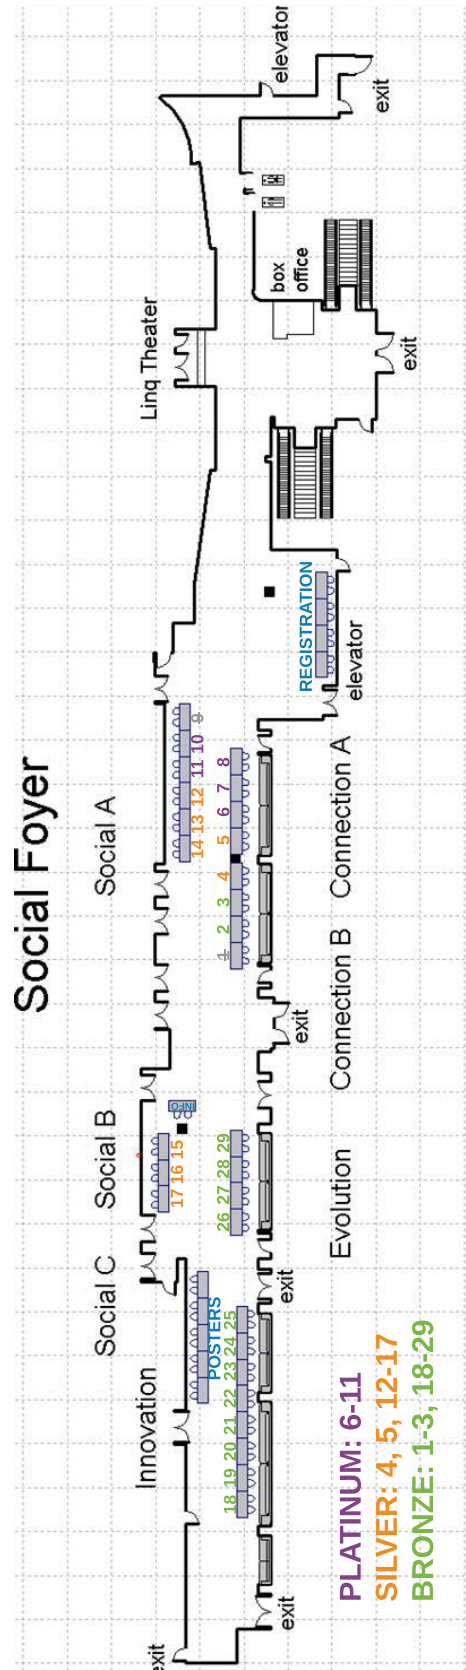 Social Foyer
Social C
Social B
Social A
Linq Theater
elevator
exit
Innovation
17 16 15
INFO
14 13 12 11 10 9
POSTERS
18 19 20 21 22 23 24 25
26 27 28 29
1 2 3 4 5 6 7 8
box
office
REGISTRATION
exit
exit
exit
Evolution
Connection B
Connection A
elevator
exit
exit
PLATINUM: 6-11
SILVER: 4, 5, 12-17
BRONZE: 1-3, 18-29